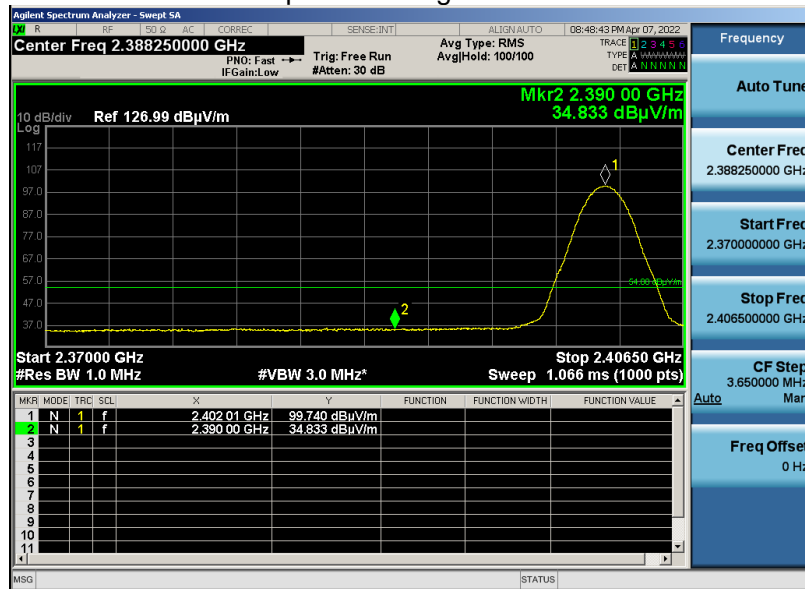 Agilent Spectrum Analyzer - Swept SA
LXI R RF 50 Ω AC CORREC SENSE:INT ALIGN AUTO 08:48:43 PM Apr 07, 2022
Center Freq 2.388250000 GHz
PNO: Fast
IFGain:Low
Trig: Free Run
#Atten: 30 dB
Avg Type: RMS
Avg|Hold: 100/100
TRACE 1 2 3 4 5 6
TYPE A WWWWW
DET A N N N N N
Mkr2 2.390 00 GHz
34.833 dBµV/m
10 dB/div Ref 126.99 dBµV/m
Log
117
107
97.0
87.0
77.0
67.0
57.0
47.0
37.0
1
2
54.00 dBµV/m
Start 2.37000 GHz Stop 2.40650 GHz
#Res BW 1.0 MHz #VBW 3.0 MHz* Sweep 1.066 ms (1000 pts)
MKR MODE TRC SCL X Y FUNCTION FUNCTION WIDTH FUNCTION VALUE
1 N 1 f 2.402 01 GHz 99.740 dBµV/m
2 N 1 f 2.390 00 GHz 34.833 dBµV/m
3
4
5
6
7
8
9
10
11
MSG STATUS
Frequency
Auto Tune
Center Freq
2.388250000 GHz
Start Freq
2.370000000 GHz
Stop Freq
2.406500000 GHz
CF Step
3.650000 MHz
Auto Man
Freq Offset
0 Hz